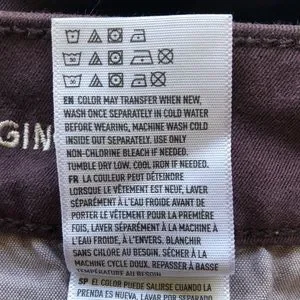 GING
EN COLOR MAY TRANSFER WHEN NEW,
WASH ONCE SEPARATELY IN COLD WATER
BEFORE WEARING, MACHINE WASH COLD
INSIDE OUT SEPARATELY. USE ONLY
NON-CHLORINE BLEACH IF NEEDED.
TUMBLE DRY LOW. COOL IRON IF NEEDED.
FR LA COULEUR PEUT DÉTEINDRE
LORSQUE LE VÊTEMENT EST NEUF, LAVER
SÉPARÉMENT À L'EAU FROIDE AVANT DE
PORTER LE VÊTEMENT POUR LA PREMIÈRE
FOIS, LAVER À LA MACHINE SÉPARÉMENT
À L'EAU FROIDE, À L'ENVERS. BLANCHIR
SANS CHLORE AU BESOIN. SÉCHER À LA
MACHINE CYCLE DOUX. REPASSER À BASSE
TEMPÉRATURE AU BESOIN
SP EL COLOR PUEDE SALIRSE CUANDO LA
PRENDA ES NUEVA, LAVAR POR SEPARADO